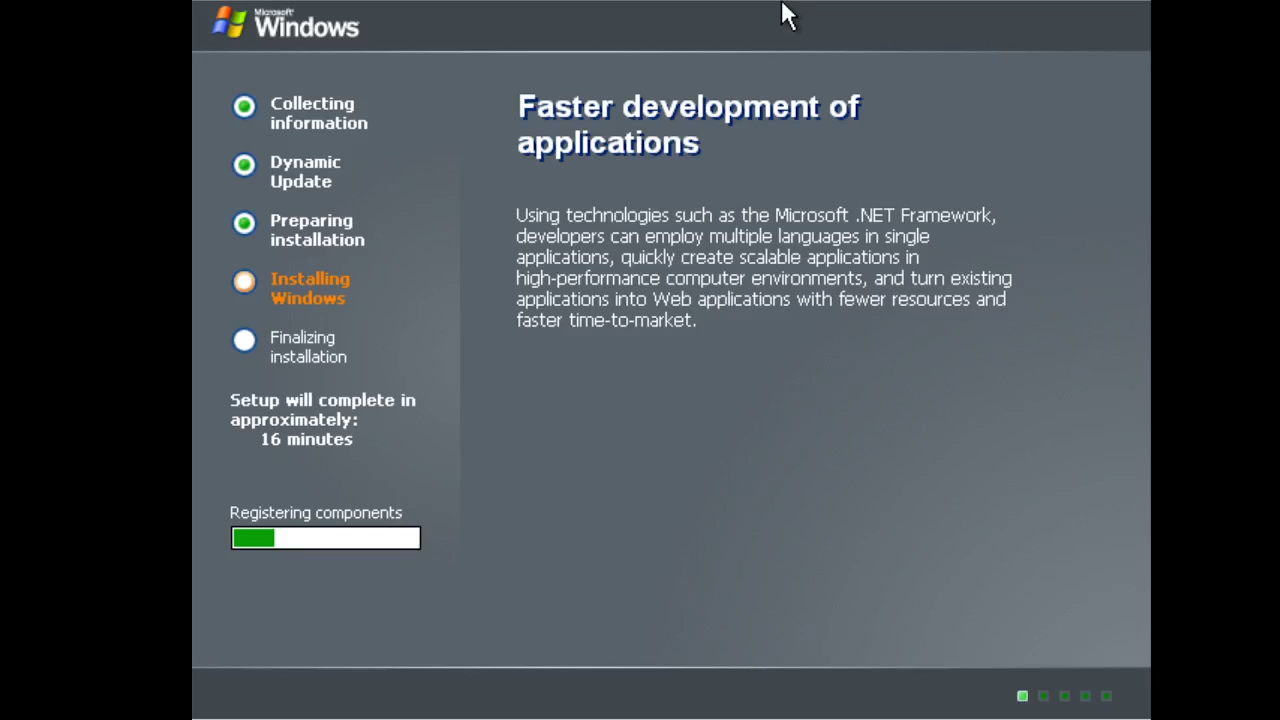 Microsoft
Windows
Collecting
information
Dynamic
Update
Preparing
installation
Installing
Windows
Finalizing
installation
Setup will complete in
approximately:
16 minutes
Registering components
Faster development of
applications
Using technologies such as the Microsoft .NET Framework,
developers can employ multiple languages in single
applications, quickly create scalable applications in
high-performance computer environments, and turn existing
applications into Web applications with fewer resources and
faster time-to-market.